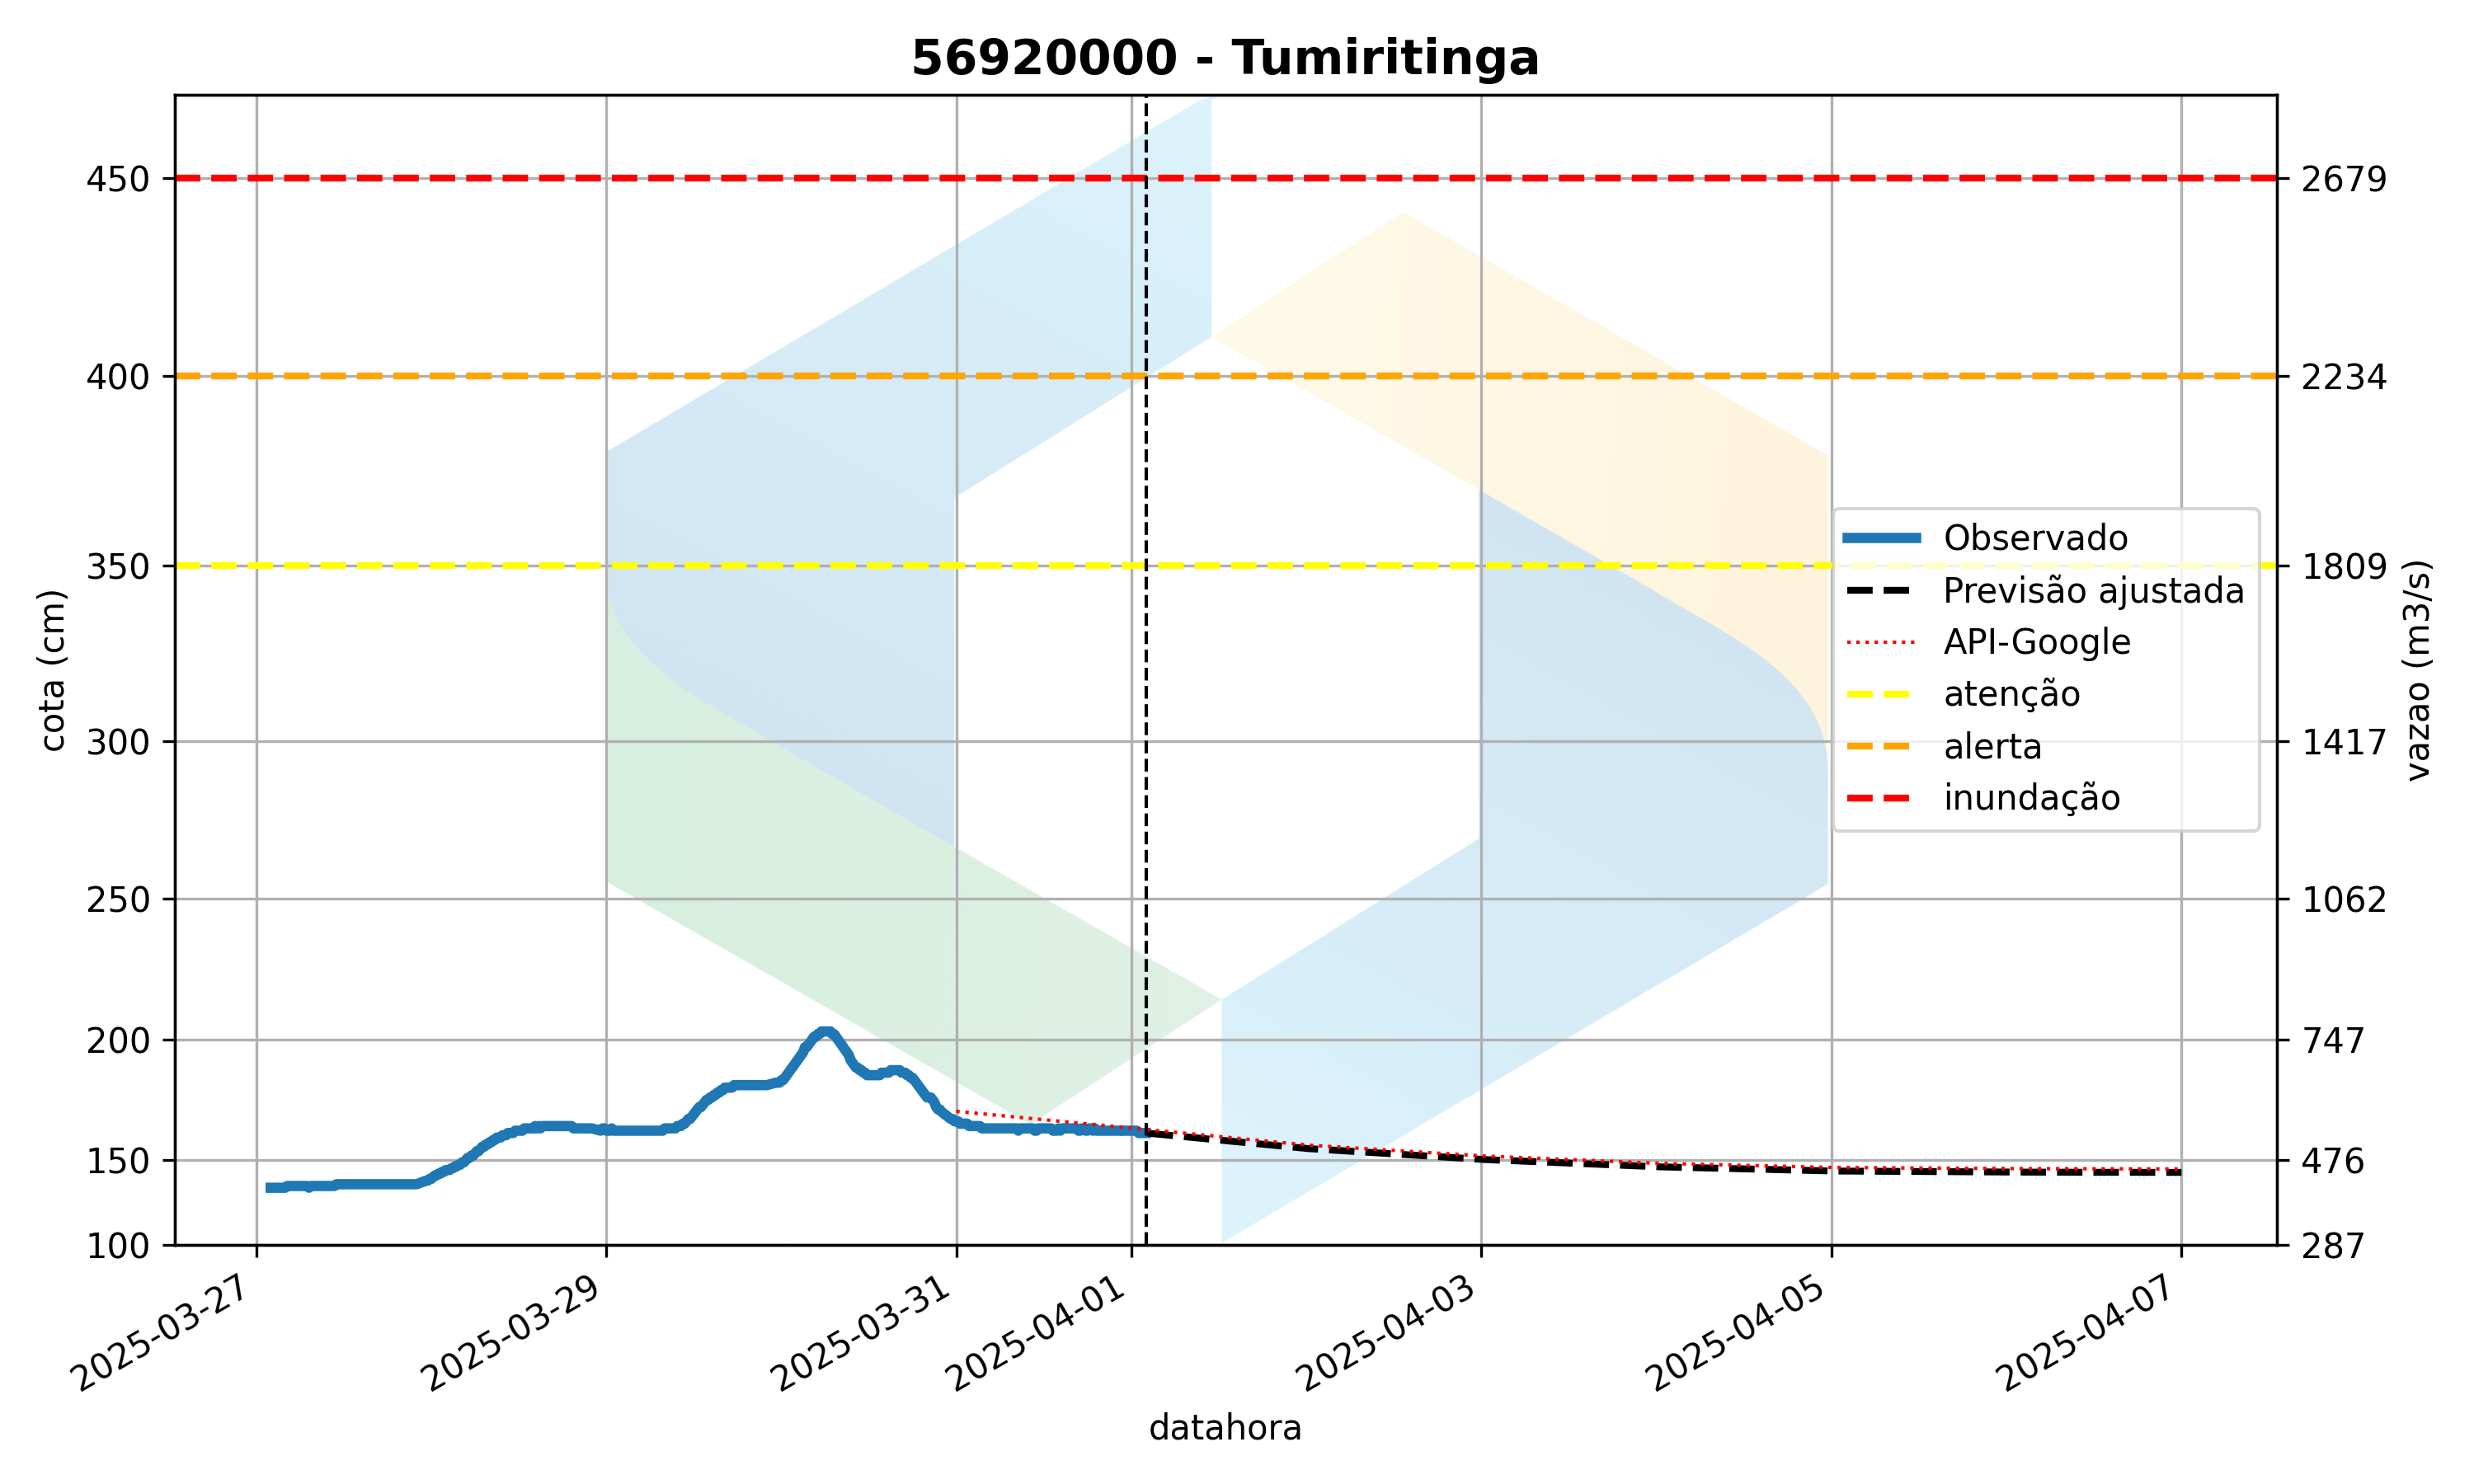 56920000 - Tumiritinga
450
400
350
300
250
200
150
100
cota (cm)
2679
2234
1809
1417
1062
747
476
287
vazao (m3/s)
Observado
Previsão ajustada
API-Google
atenção
alerta
inundação
2025-03-27
2025-03-29
2025-03-31
2025-04-01
2025-04-03
2025-04-05
2025-04-07
datahora